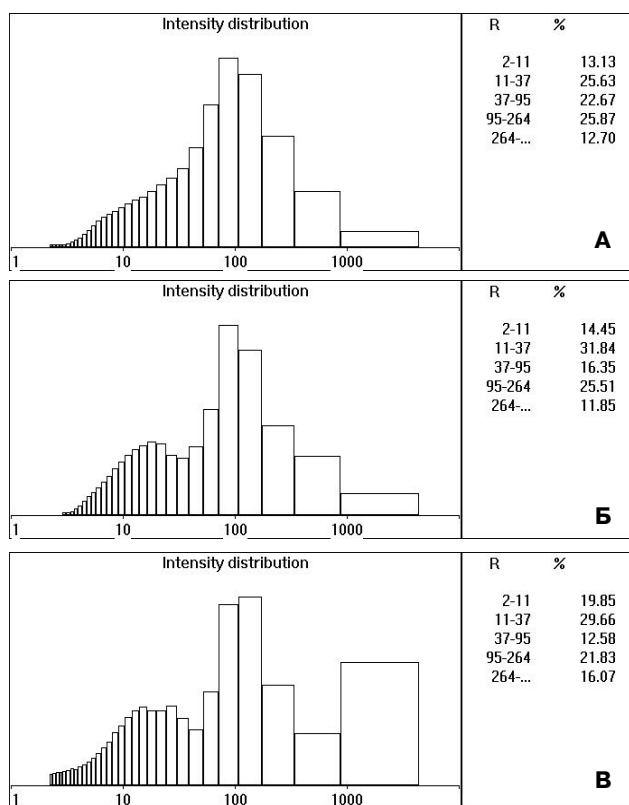 Intensity distribution
R %
2-11 13.13
11-37 25.63
37-95 22.67
95-264 25.87
264-... 12.70
1 10 100 1000
А
Intensity distribution
R %
2-11 14.45
11-37 31.84
37-95 16.35
95-264 25.51
264-... 11.85
1 10 100 1000
Б
Intensity distribution
R %
2-11 19.85
11-37 29.66
37-95 12.58
95-264 21.83
264-... 16.07
1 10 100 1000
В